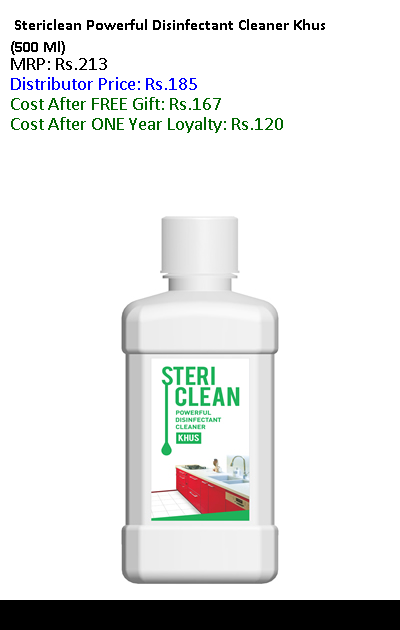 Stericlean Powerful Disinfectant Cleaner Khus
(500 Ml)
MRP: Rs.213
Distributor Price: Rs.185
Cost After FREE Gift: Rs.167
Cost After ONE Year Loyalty: Rs.120
STERI
CLEAN
POWERFUL
DISINFECTANT
CLEANER
KHUS